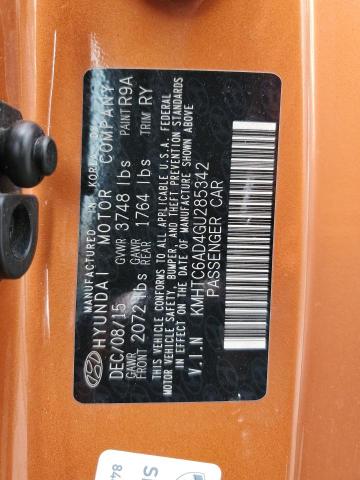 MANUFACTURED IN KOREA BY
HYUNDAI MOTOR COMPANY
DEC/08/15 GVWR 3748 lbs PAINT R9A
GAWR FRONT 2072 lbs GAWR REAR 1764 lbs TRIM RY
THIS VEHICLE CONFORMS TO ALL APPLICABLE U.S.A. FEDERAL
MOTOR VEHICLE SAFETY, BUMPER, AND THEFT PREVENTION STANDARDS
IN EFFECT ON THE DATE OF MANUFACTURE SHOWN ABOVE
V.I.N KMHTC6AD4GU285342
PASSENGER CAR